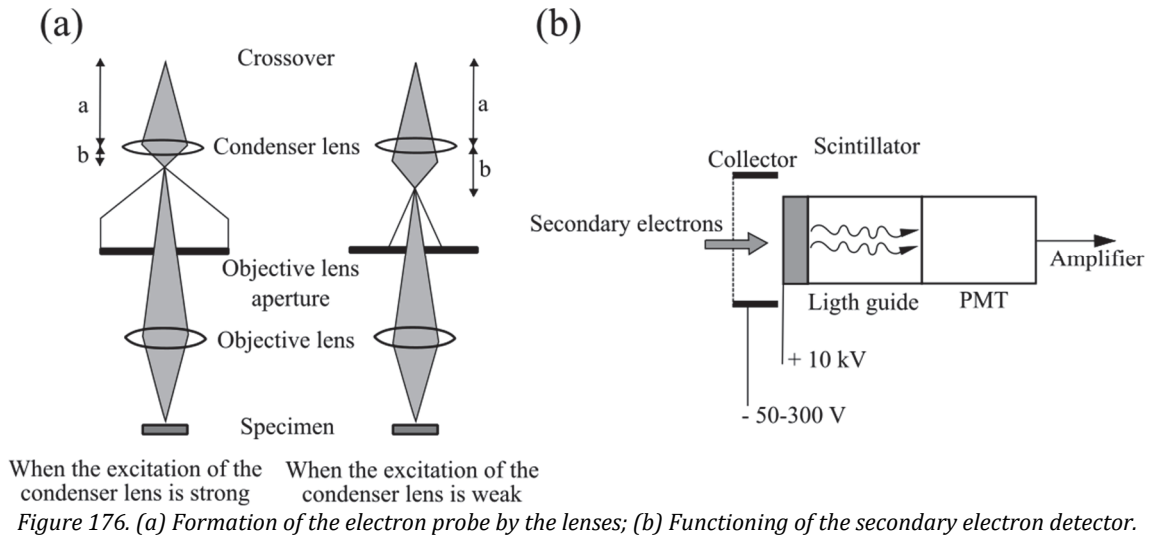 (a)
Crossover
a
a
b
Condenser lens
b
Objective lens
aperture
Objective lens
Specimen
When the excitation of the
condenser lens is strong
When the excitation of the
condenser lens is weak
(b)
Scintillator
Collector
Secondary electrons
Amplifier
Ligth guide
PMT
+ 10 kV
- 50-300 V
Figure 176. (a) Formation of the electron probe by the lenses; (b) Functioning of the secondary electron detector.